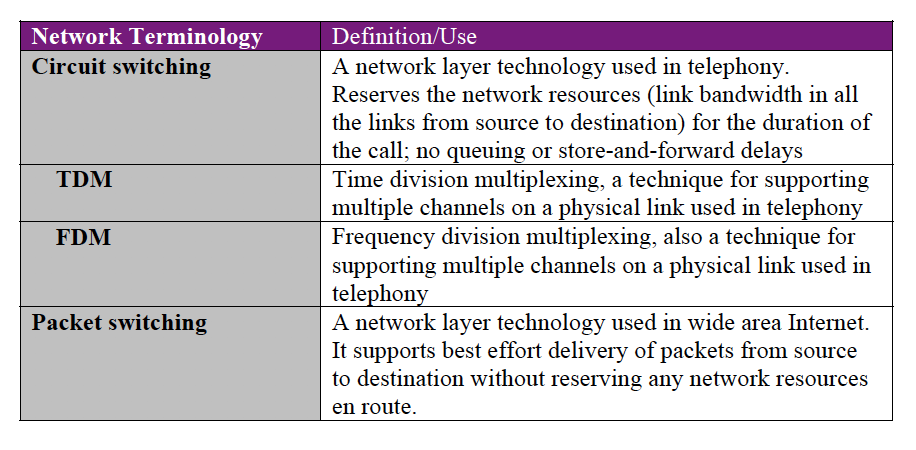 Network Terminology Definition/Use
Circuit switching A network layer technology used in telephony.
Reserves the network resources (link bandwidth in all
the links from source to destination) for the duration of
the call; no queuing or store-and-forward delays
TDM Time division multiplexing, a technique for supporting
multiple channels on a physical link used in telephony
FDM Frequency division multiplexing, also a technique for
supporting multiple channels on a physical link used in
telephony
Packet switching A network layer technology used in wide area Internet.
It supports best effort delivery of packets from source
to destination without reserving any network resources
en route.